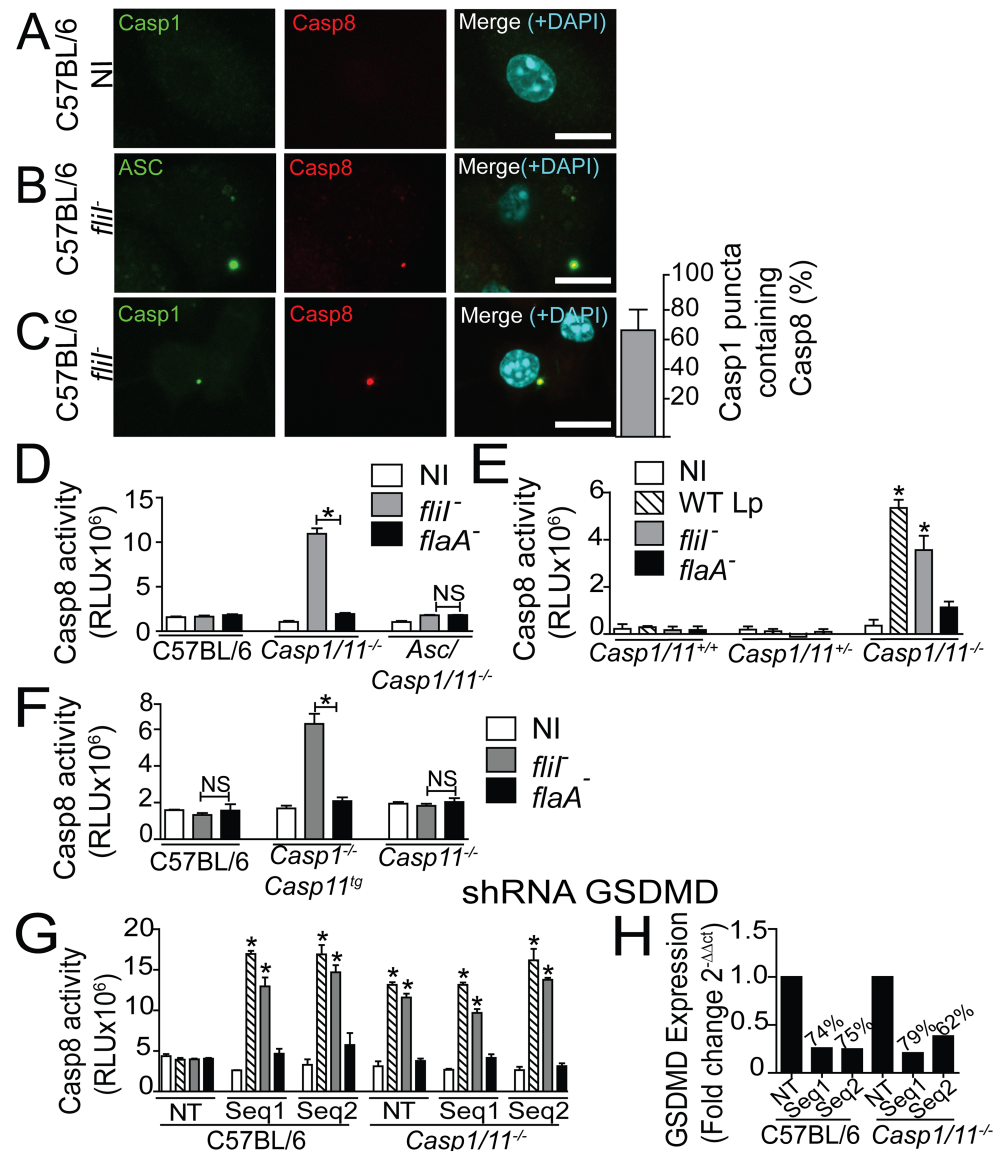 A
C57BL/6
NI
Casp1
Casp8
Merge (+DAPI)
B
C57BL/6
fliI-
ASC
Casp8
Merge(+DAPI)
C
C57BL/6
fliI-
Casp1
Casp8
Merge (+DAPI)
100
80
60
40
20
Casp1 puncta
containing
Casp8 (%)
D
Casp8 activity
(RLUx10⁶)
15
10
5
0
NI
fliI-
flaA-
*
NS
C57BL/6
Casp1/11-/-
Asc/
Casp1/11-/-
E
Casp8 activity
(RLUx10⁶)
6
4
2
0
NI
WT Lp
fliI-
flaA-
* *
Casp1/11+/+
Casp1/11+/-
Casp1/11-/-
F
Casp8 activity
(RLUx10⁶)
8
6
4
2
0
NI
fliI-
flaA-
NS
*
NS
C57BL/6
Casp1-/-
Casp11tg
Casp11-/-
shRNA GSDMD
G
Casp8 activity
(RLUx10⁶)
20
15
10
5
0
* * * * * * * * * *
NT Seq1 Seq2 NT Seq1 Seq2
C57BL/6 Casp1/11-/-
H
GSDMD Expression
(Fold change 2-ΔΔct)
1.5
1.0
0.5
0
74% 75% 79% 62%
NT Seq1 Seq2 NT Seq1 Seq2
C57BL/6 Casp1/11-/-